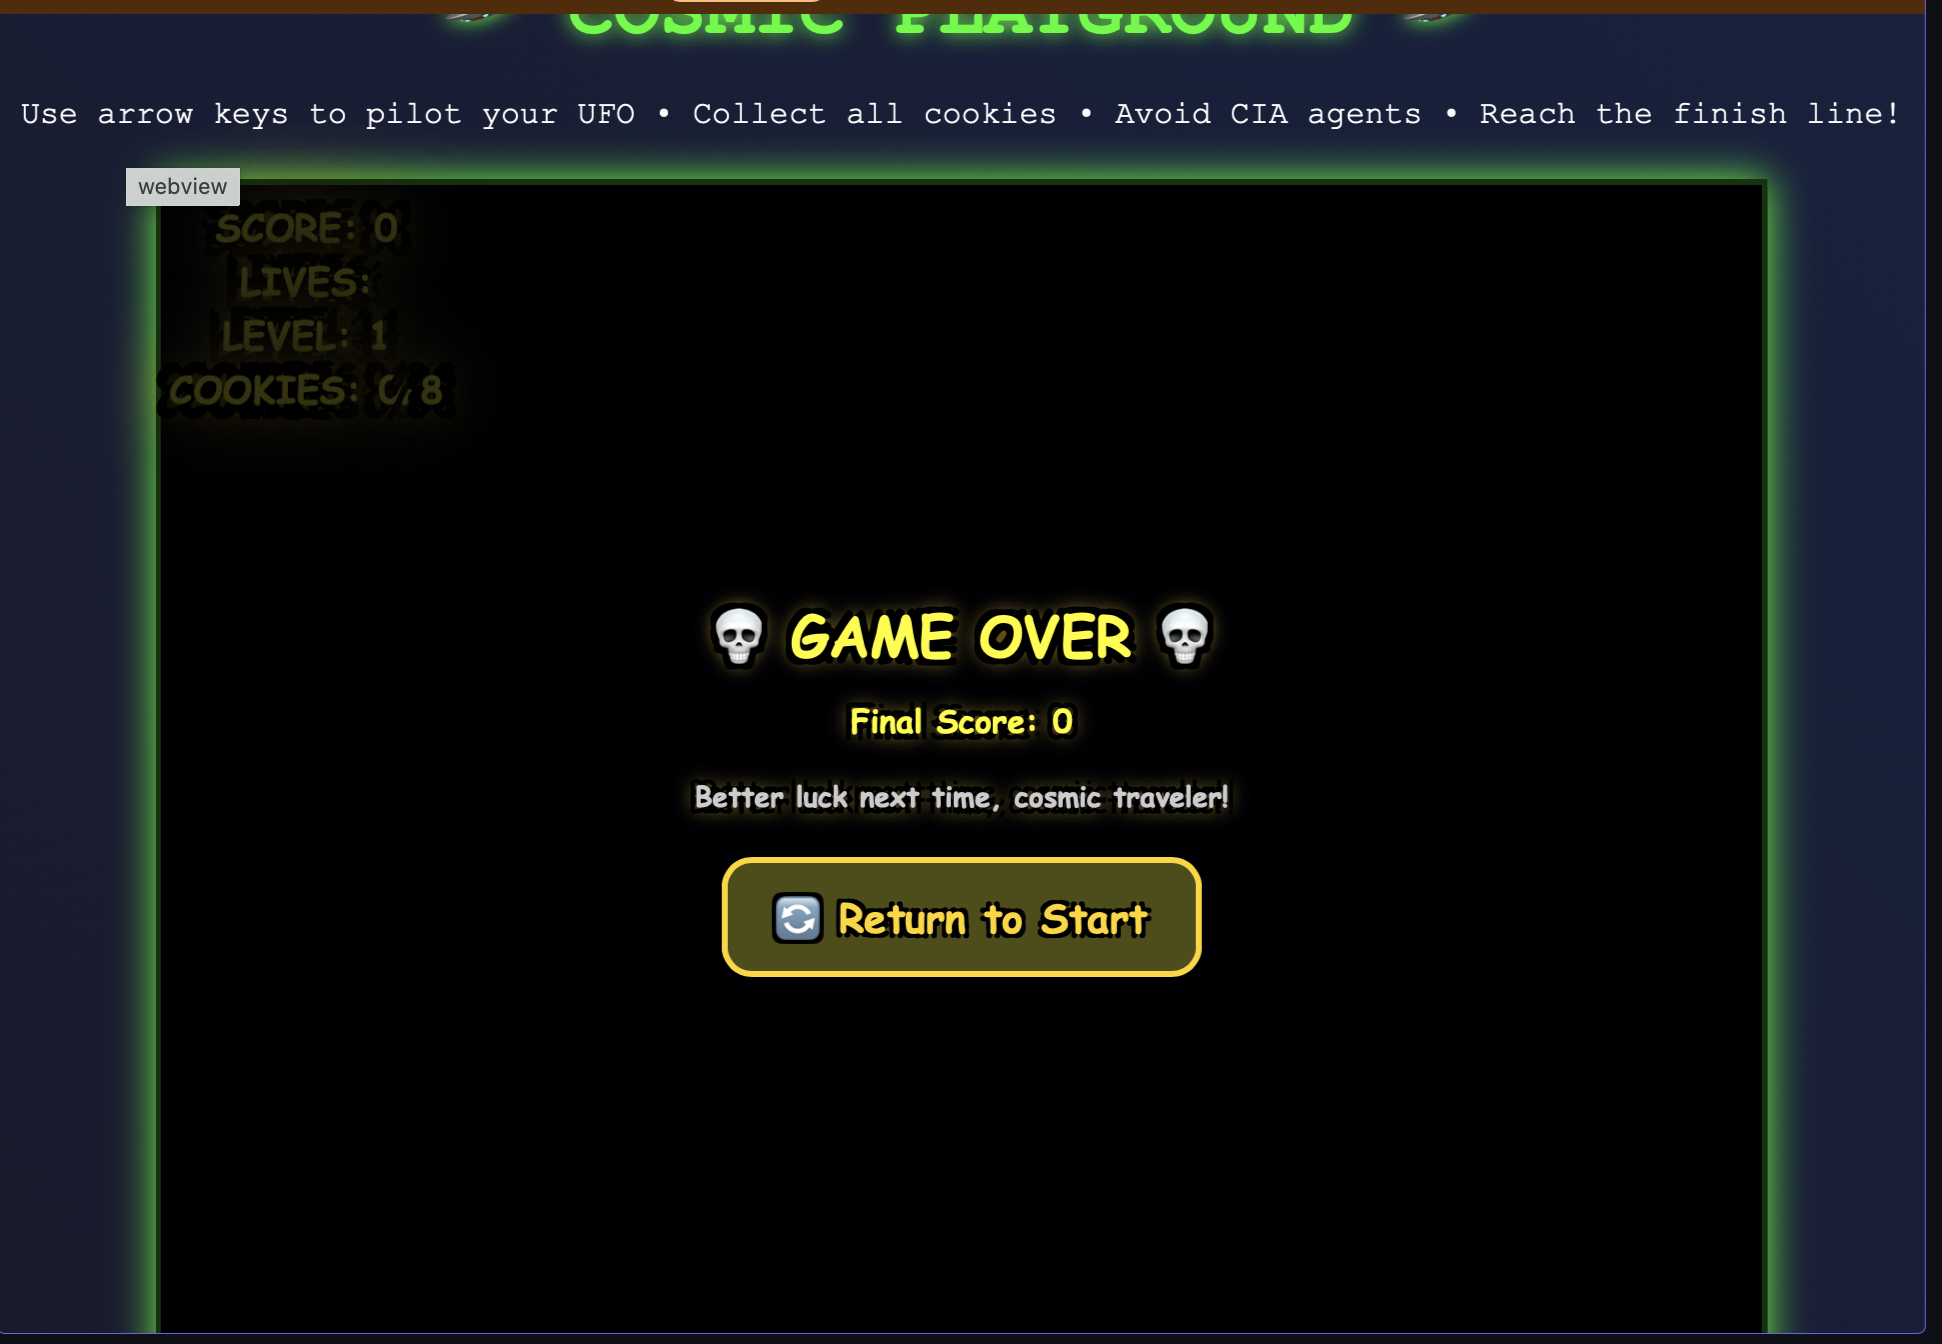 COSMIC PLAYGROUND
Use arrow keys to pilot your UFO • Collect all cookies • Avoid CIA agents • Reach the finish line!
webview
SCORE: 0
LIVES:
LEVEL: 1
COOKIES: 0/8
💀 GAME OVER 💀
Final Score: 0
Better luck next time, cosmic traveler!
🔄 Return to Start